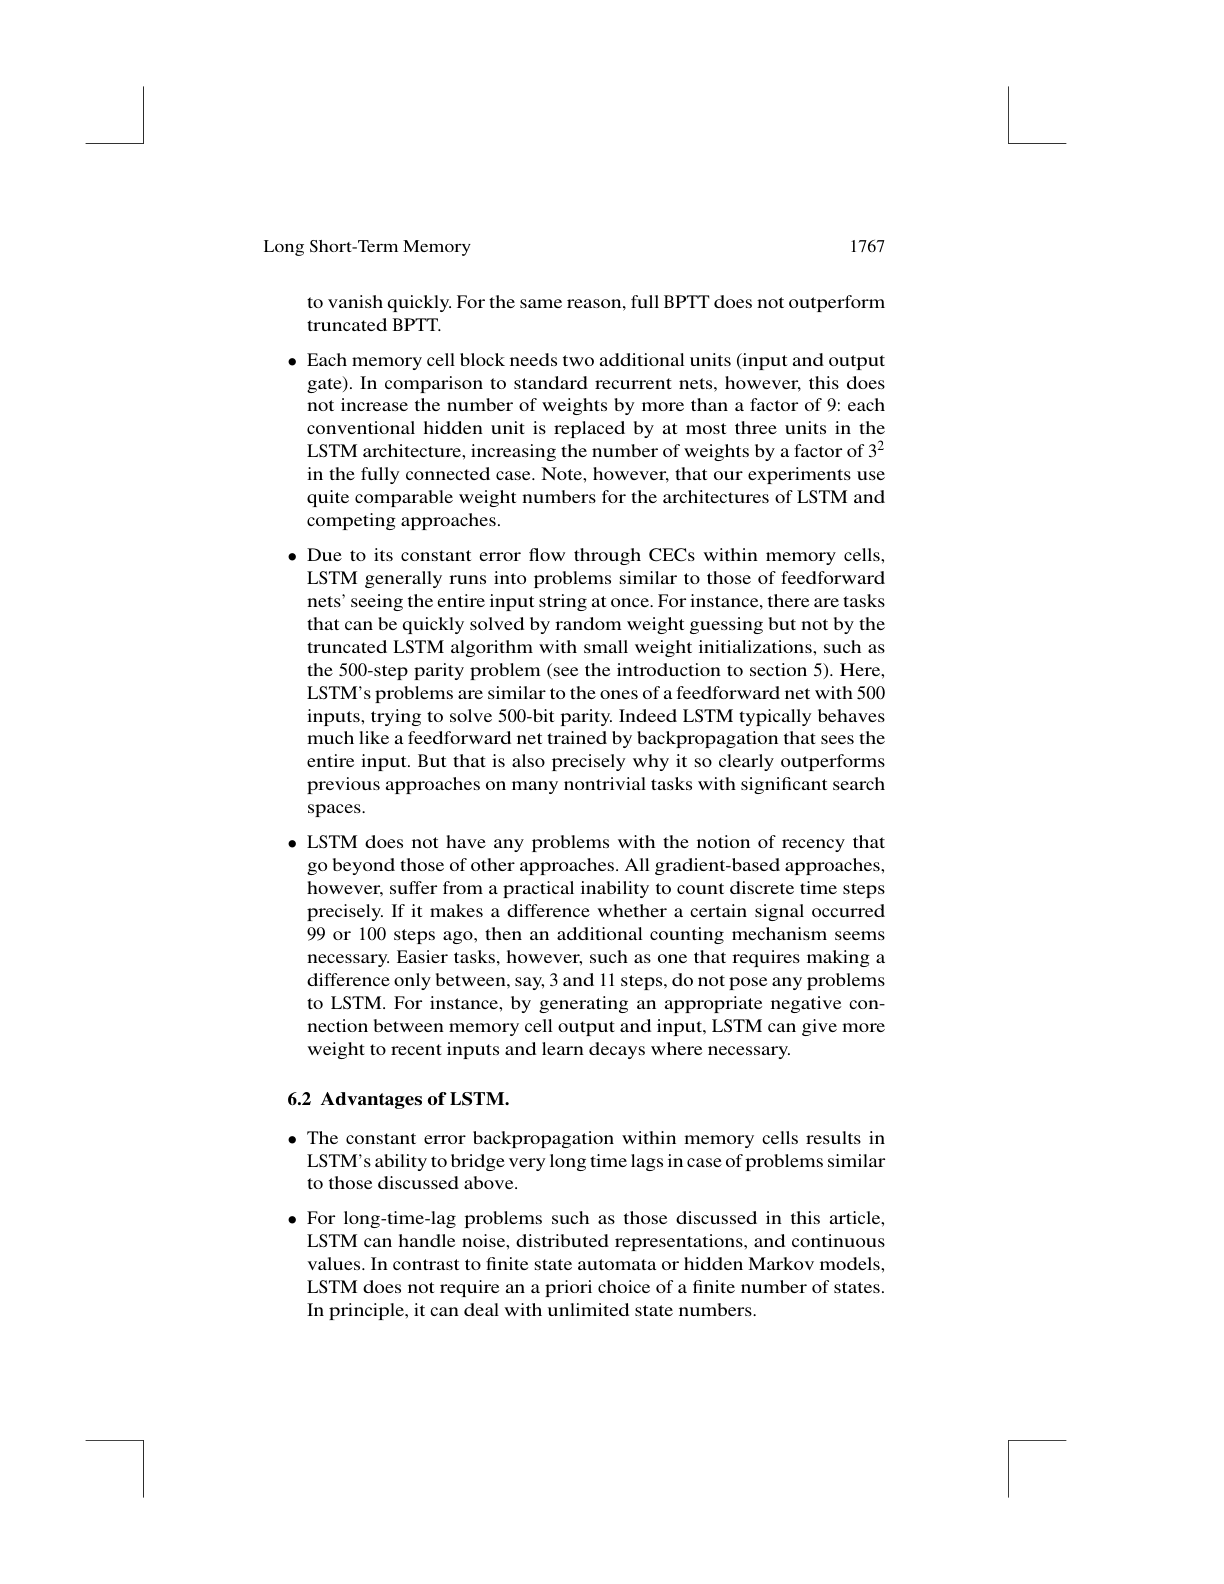 Long Short-Term Memory 1767
to vanish quickly. For the same reason, full BPTT does not outperform
truncated BPTT.
• Each memory cell block needs two additional units (input and output
gate). In comparison to standard recurrent nets, however, this does
not increase the number of weights by more than a factor of 9: each
conventional hidden unit is replaced by at most three units in the
LSTM architecture, increasing the number of weights by a factor of 3²
in the fully connected case. Note, however, that our experiments use
quite comparable weight numbers for the architectures of LSTM and
competing approaches.
• Due to its constant error flow through CECs within memory cells,
LSTM generally runs into problems similar to those of feedforward
nets' seeing the entire input string at once. For instance, there are tasks
that can be quickly solved by random weight guessing but not by the
truncated LSTM algorithm with small weight initializations, such as
the 500-step parity problem (see the introduction to section 5). Here,
LSTM's problems are similar to the ones of a feedforward net with 500
inputs, trying to solve 500-bit parity. Indeed LSTM typically behaves
much like a feedforward net trained by backpropagation that sees the
entire input. But that is also precisely why it so clearly outperforms
previous approaches on many nontrivial tasks with significant search
spaces.
• LSTM does not have any problems with the notion of recency that
go beyond those of other approaches. All gradient-based approaches,
however, suffer from a practical inability to count discrete time steps
precisely. If it makes a difference whether a certain signal occurred
99 or 100 steps ago, then an additional counting mechanism seems
necessary. Easier tasks, however, such as one that requires making a
difference only between, say, 3 and 11 steps, do not pose any problems
to LSTM. For instance, by generating an appropriate negative con-
nection between memory cell output and input, LSTM can give more
weight to recent inputs and learn decays where necessary.
6.2 Advantages of LSTM.
• The constant error backpropagation within memory cells results in
LSTM's ability to bridge very long time lags in case of problems similar
to those discussed above.
• For long-time-lag problems such as those discussed in this article,
LSTM can handle noise, distributed representations, and continuous
values. In contrast to finite state automata or hidden Markov models,
LSTM does not require an a priori choice of a finite number of states.
In principle, it can deal with unlimited state numbers.